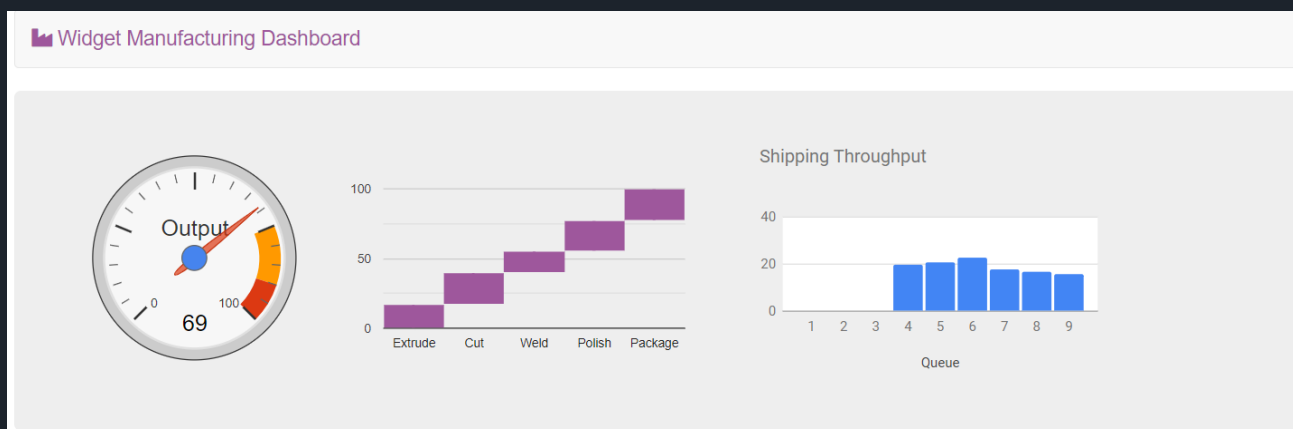 Widget Manufacturing Dashboard
Output
0 100
69
100
50
0
Extrude Cut Weld Polish Package
Shipping Throughput
40
20
0
1 2 3 4 5 6 7 8 9
Queue